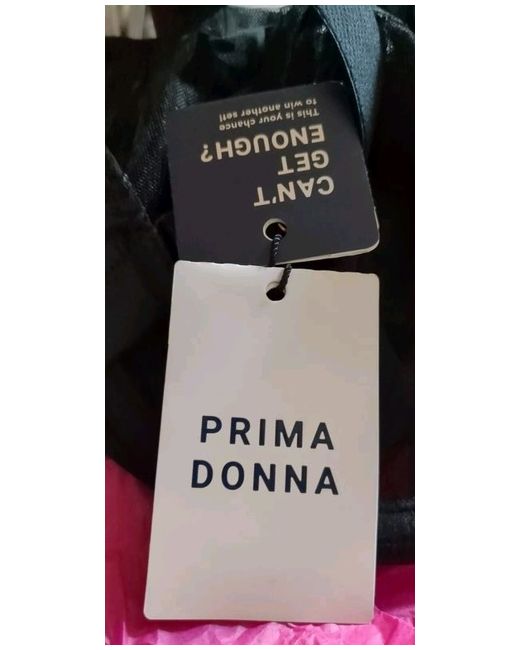 CAN'T
GET
ENOUGH?
This is your chance
to win another set!
PRIMA
DONNA